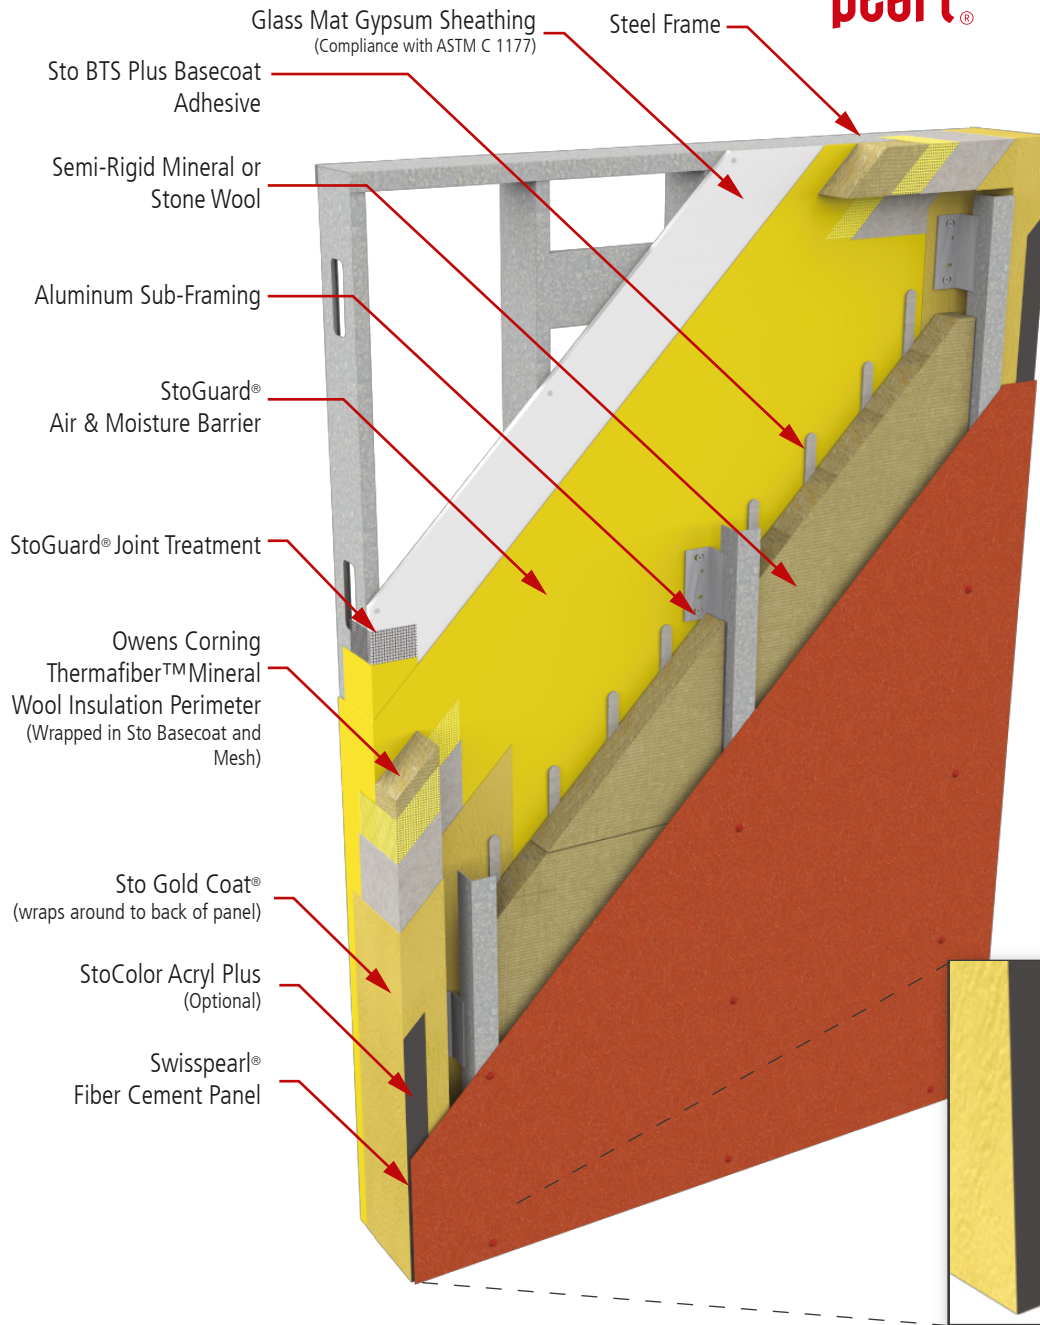 pearl®
Glass Mat Gypsum Sheathing
(Compliance with ASTM C 1177)
Steel Frame
Sto BTS Plus Basecoat
Adhesive
Semi-Rigid Mineral or
Stone Wool
Aluminum Sub-Framing
StoGuard®
Air & Moisture Barrier
StoGuard® Joint Treatment
Owens Corning
Thermafiber™ Mineral
Wool Insulation Perimeter
(Wrapped in Sto Basecoat and
Mesh)
Sto Gold Coat®
(wraps around to back of panel)
StoColor Acryl Plus
(Optional)
Swisspearl®
Fiber Cement Panel